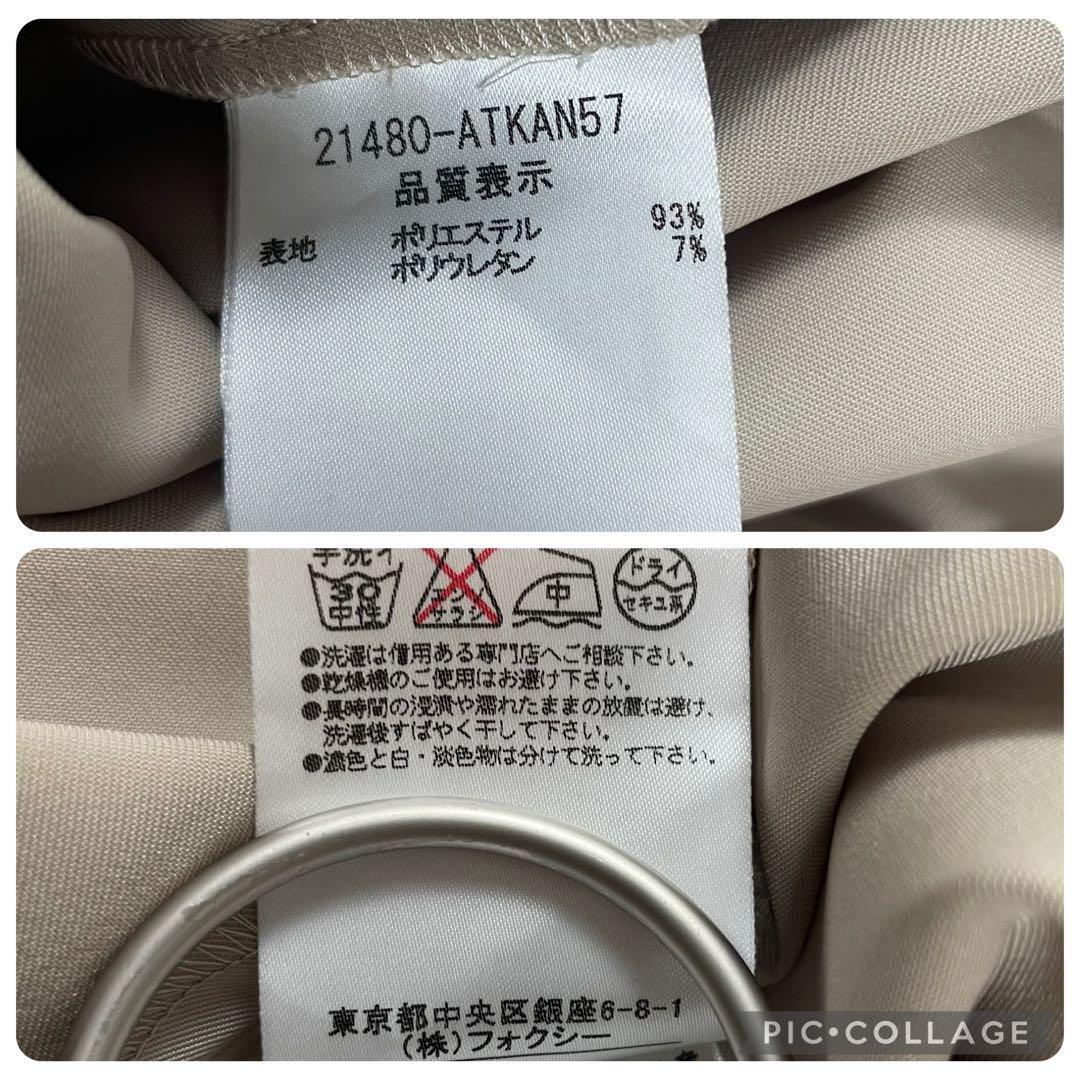 21480-ATKAN57
品質表示
表地 ポリエステル 93%
ポリウレタン 7%
手洗イ
30
中性
エンソ
サラシ
中
ドライ
セキユ系
●洗濯は信用ある専門店へご相談下さい。
●乾燥機のご使用はお避け下さい。
●長時間の浸漬や濡れたままの放置は避け、
洗濯後すばやく干して下さい。
●濃色と白・淡色物は分けて洗って下さい。
東京都中央区銀座6-8-1
(株)フォクシー
PIC•COLLAGE